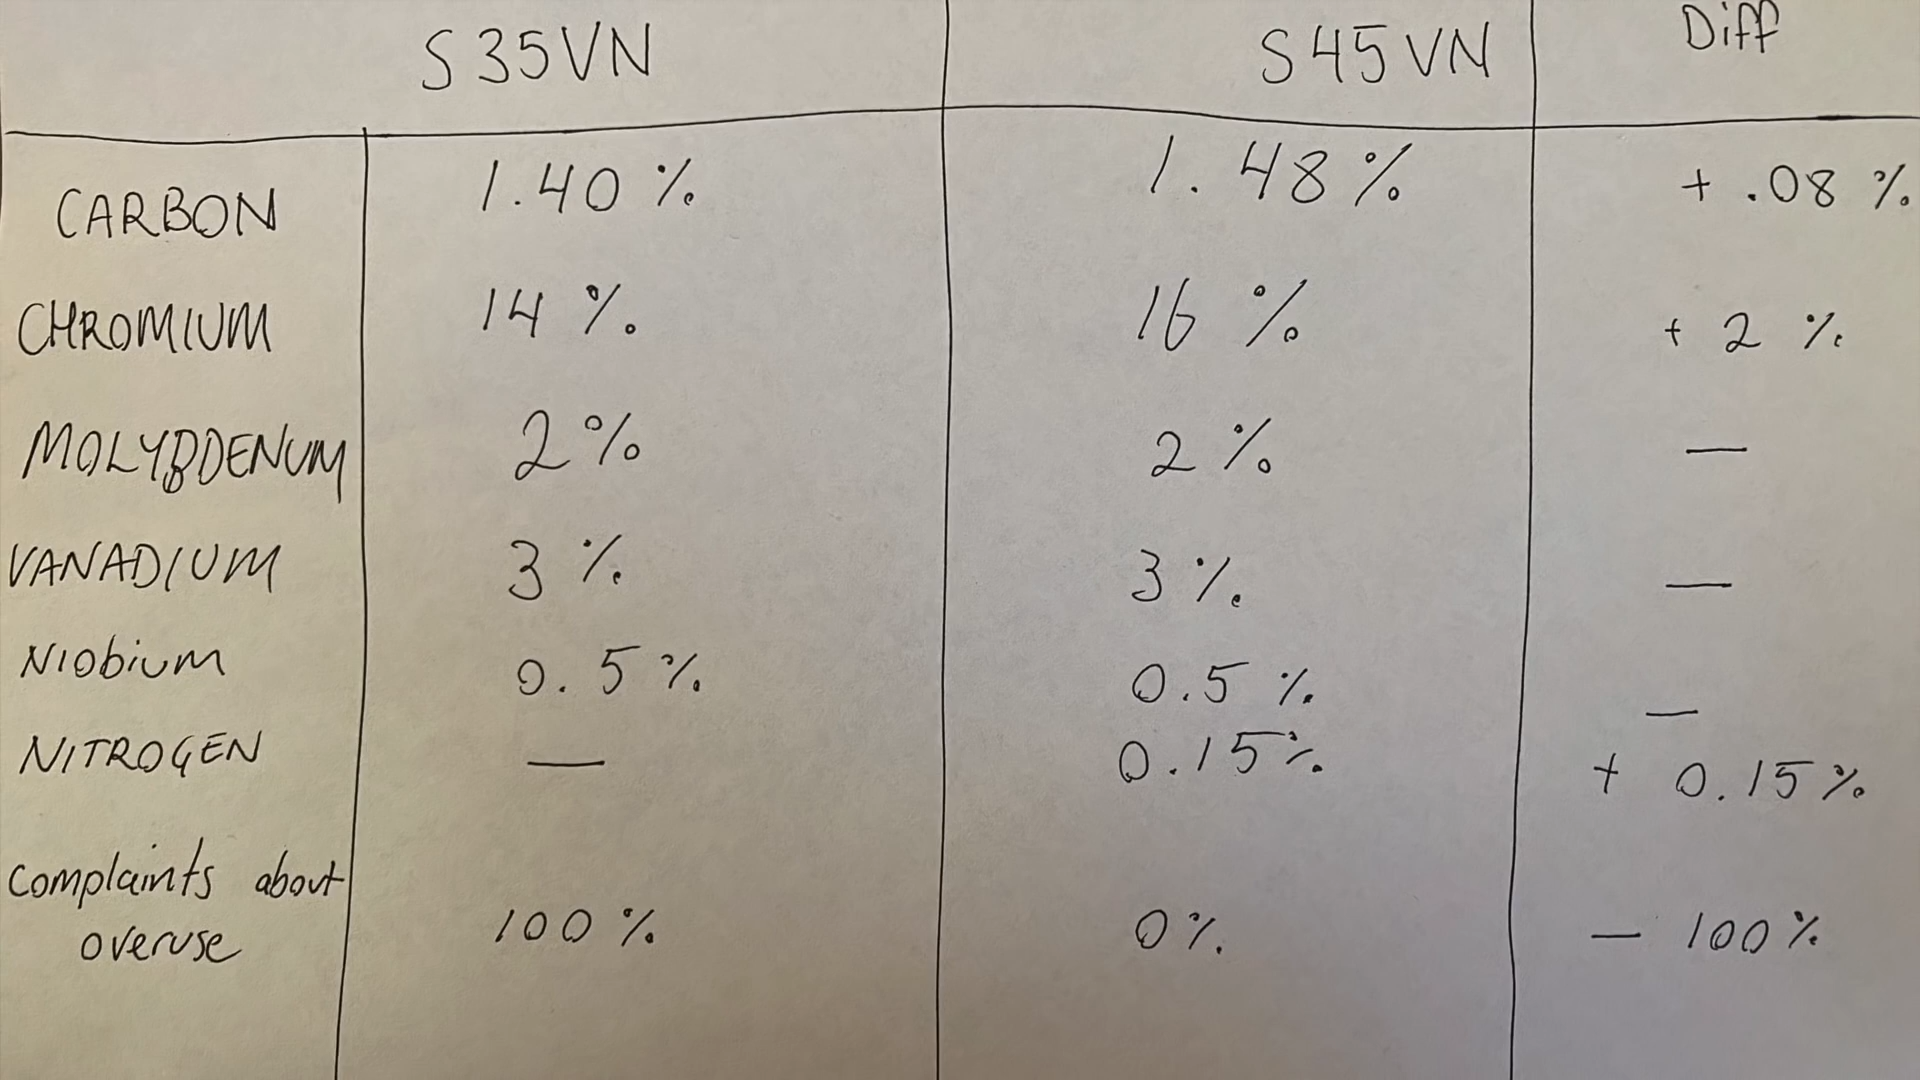 S35VN S45VN Diff
CARBON 1.40% 1.48% + .08%
CHROMIUM 14% 16% + 2%
MOLYBDENUM 2% 2% —
VANADIUM 3% 3% —
NIobium 0.5% 0.5% —
NITROGEN — 0.15% + 0.15%
Complaints about
overuse 100% 0% — 100%